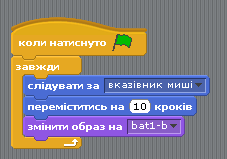 коли натиснуто
завжди
слідувати за вказівник миші
переміститись на 10 кроків
змінити образ на bat1-b